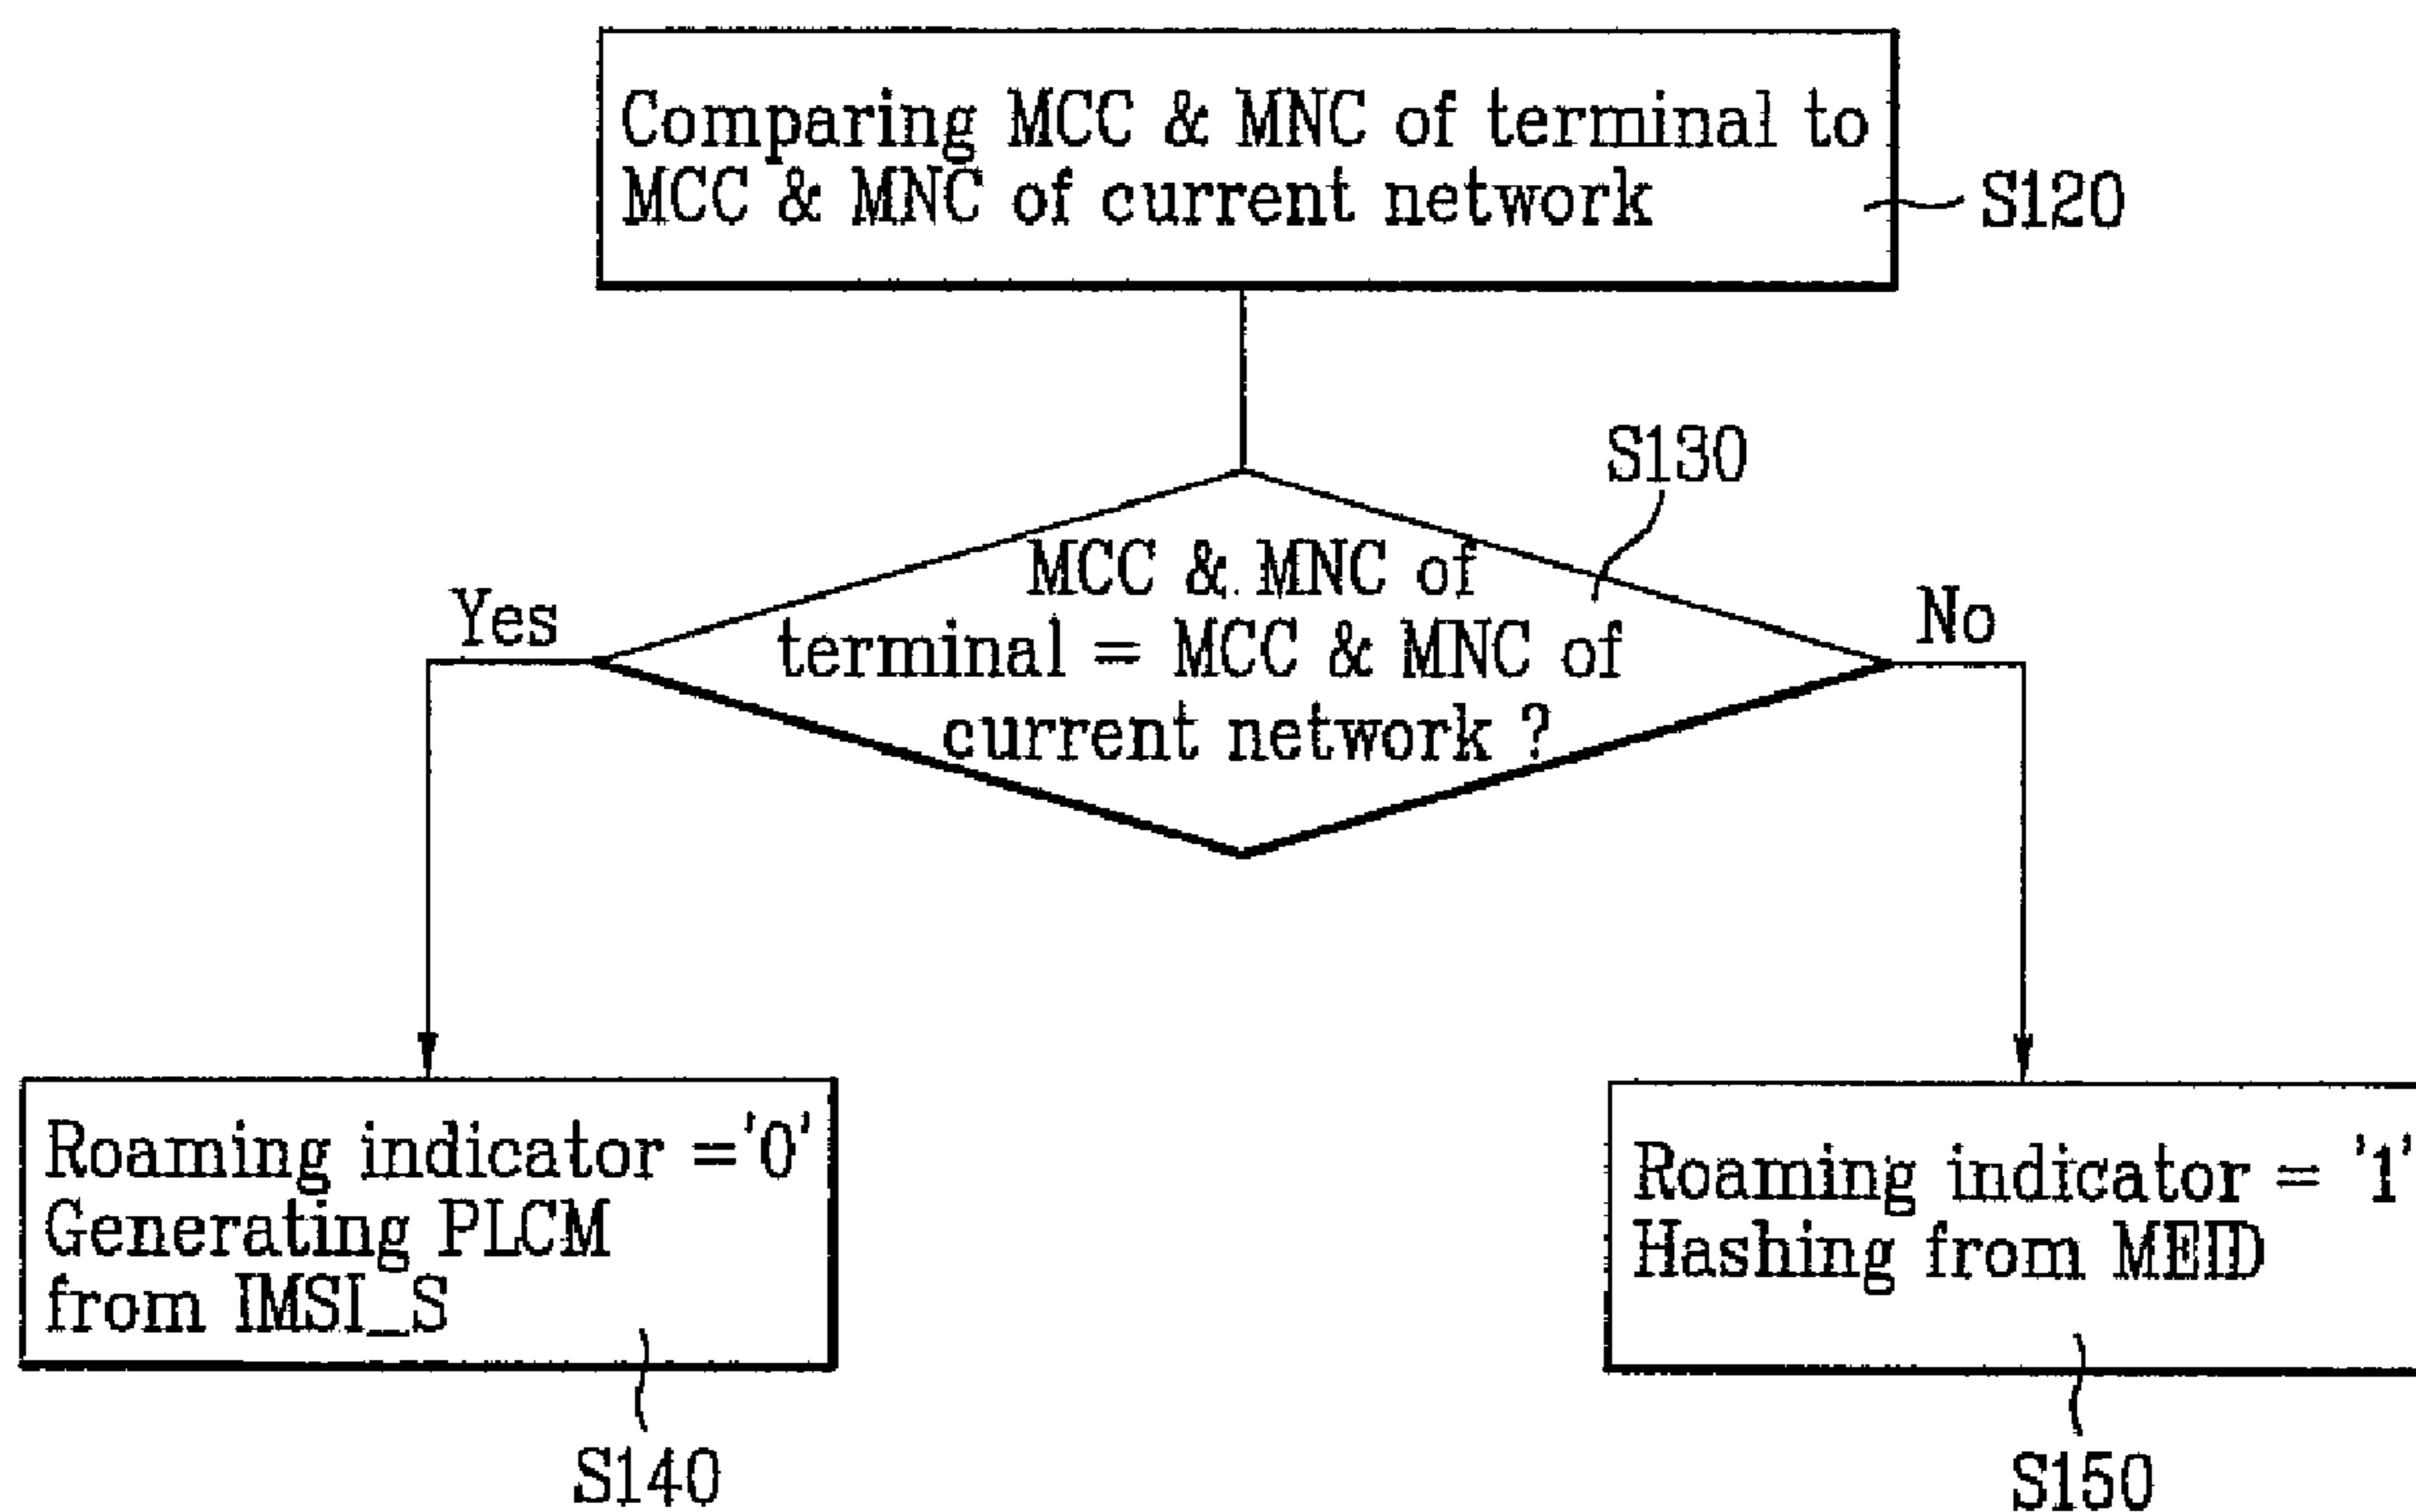 Comparing MCC & MNC of terminal to
MCC & MNC of current network
S120
S130
MCC & MNC of
terminal = MCC & MNC of
current network ?
Yes
No
Roaming indicator ='0'
Generating PLCM
from IMSI_S
S140
Roaming indicator = '1'
Hashing from MEID
S150